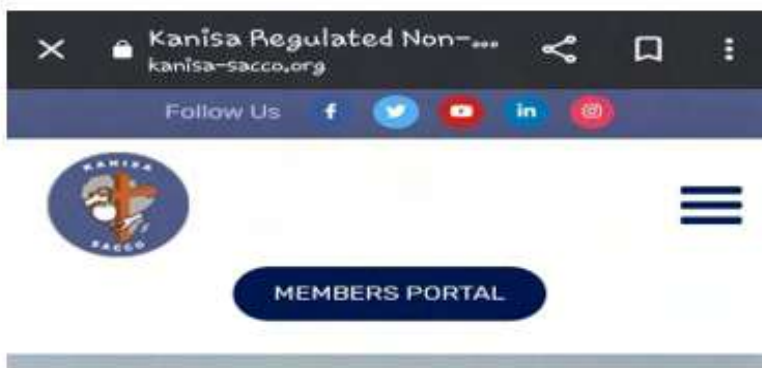 Kanisa Regulated Non-...
kanisa-sacco.org
Follow Us
KANISA
SACCO
MEMBERS PORTAL